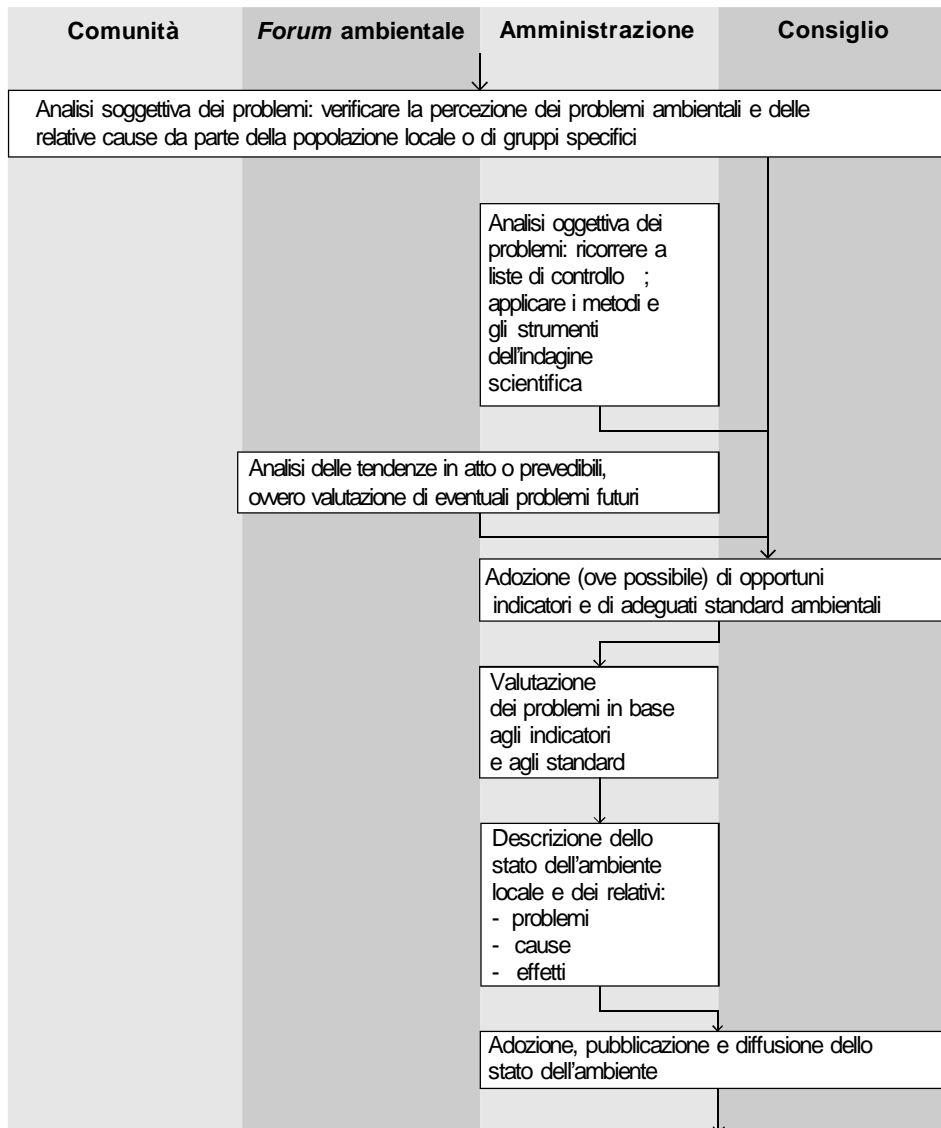 Comunità Forum ambientale Amministrazione Consiglio
Analisi soggettiva dei problemi: verificare la percezione dei problemi ambientali e delle
relative cause da parte della popolazione locale o di gruppi specifici
Analisi oggettiva dei
problemi: ricorrere a
liste di controllo ;
applicare i metodi e
gli strumenti
dell'indagine
scientifica
Analisi delle tendenze in atto o prevedibili,
ovvero valutazione di eventuali problemi futuri
Adozione (ove possibile) di opportuni
indicatori e di adeguati standard ambientali
Valutazione
dei problemi in base
agli indicatori
e agli standard
Descrizione dello
stato dell'ambiente
locale e dei relativi:
- problemi
- cause
- effetti
Adozione, pubblicazione e diffusione dello
stato dell'ambiente